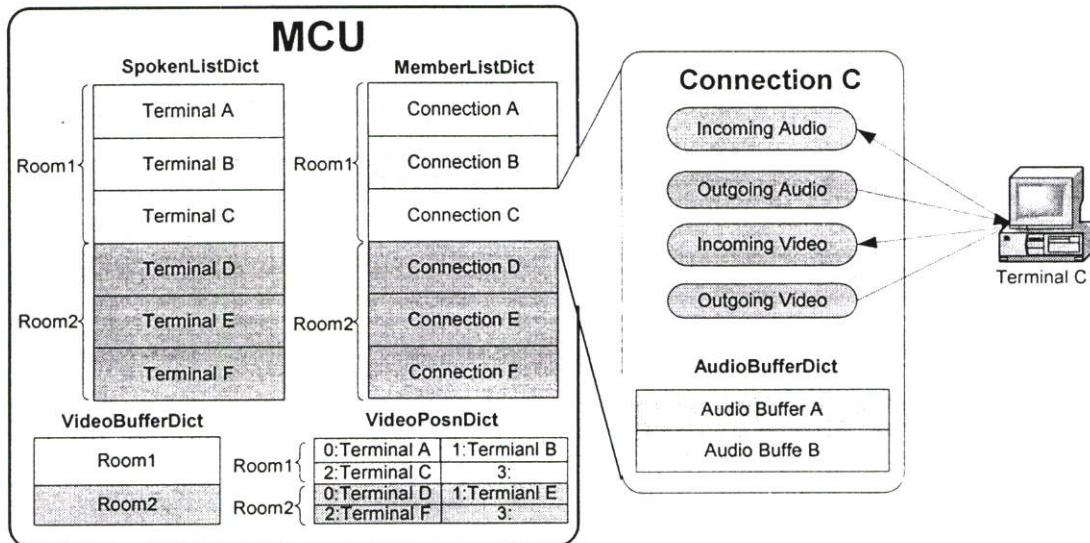 MCU
SpokenListDict
Terminal A
Terminal B
Terminal C
Terminal D
Terminal E
Terminal F
Room1
Room2
MemberListDict
Connection A
Connection B
Connection C
Connection D
Connection E
Connection F
Room1
Room2
VideoBufferDict
Room1
Room2
VideoPosnDict
Room1
0:Terminal A 1:Termianl B
2:Terminal C 3:
Room2
0:Terminal D 1:Termianl E
2:Terminal F 3:
Connection C
Incoming Audio
Outgoing Audio
Incoming Video
Outgoing Video
AudioBufferDict
Audio Buffer A
Audio Buffe B
Terminal C